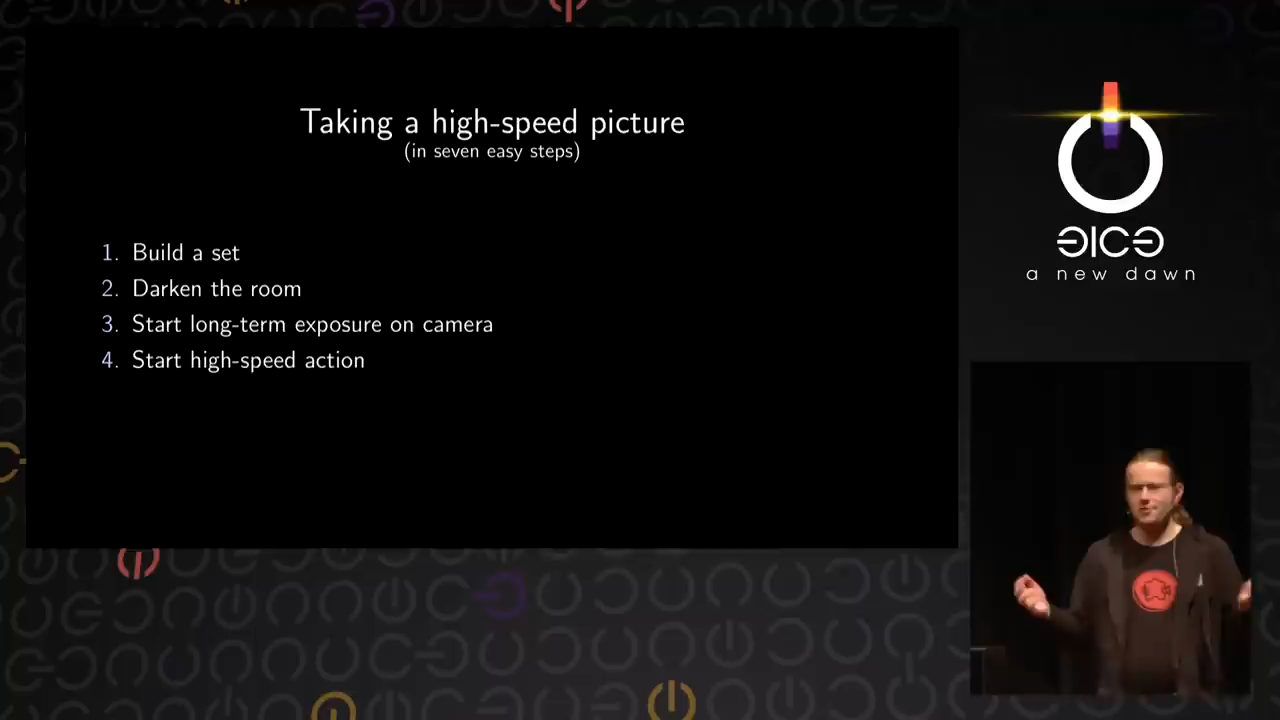 Taking a high-speed picture
(in seven easy steps)
1. Build a set
2. Darken the room
3. Start long-term exposure on camera
4. Start high-speed action
ƎICƎ
a new dawn